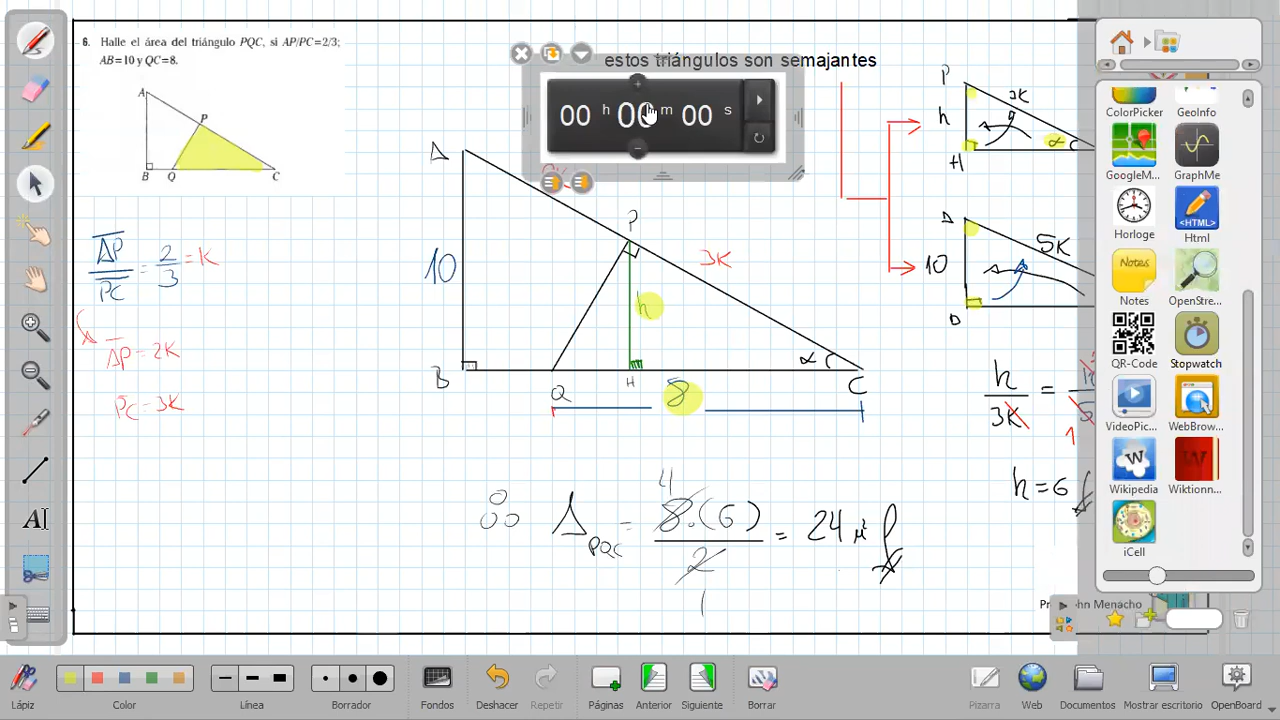 6. Halle el área del triángulo PQC, si AP/PC=2/3;
AB=10 y QC=8.
A
P
B
Q
C
estos triángulos son semajantes
00 h 00 m 00 s
A
P
10
3K
h
α
B
Q
H
8
C
AP/PC = 2/3 = K
AP = 2K
PC = 3K
P
3K
h
α
C
H
A
5K
10
B
h/3K =
1
h = 6
4
Δ PQC = 8.(6)/2 = 24 μ²
1
ColorPicker
GeoInfo
GoogleM...
GraphMe
Horloge
Html
Notes
OpenStre...
QR-Code
Stopwatch
VideoPic...
WebBrow...
Wikipedia
Wiktionn...
iCell
Lápiz
Color
Línea
Borrador
Fondos
Deshacer
Repetir
Páginas
Anterior
Siguiente
Borrar
Pizarra
Web
Documentos
Mostrar escritorio
OpenBoard